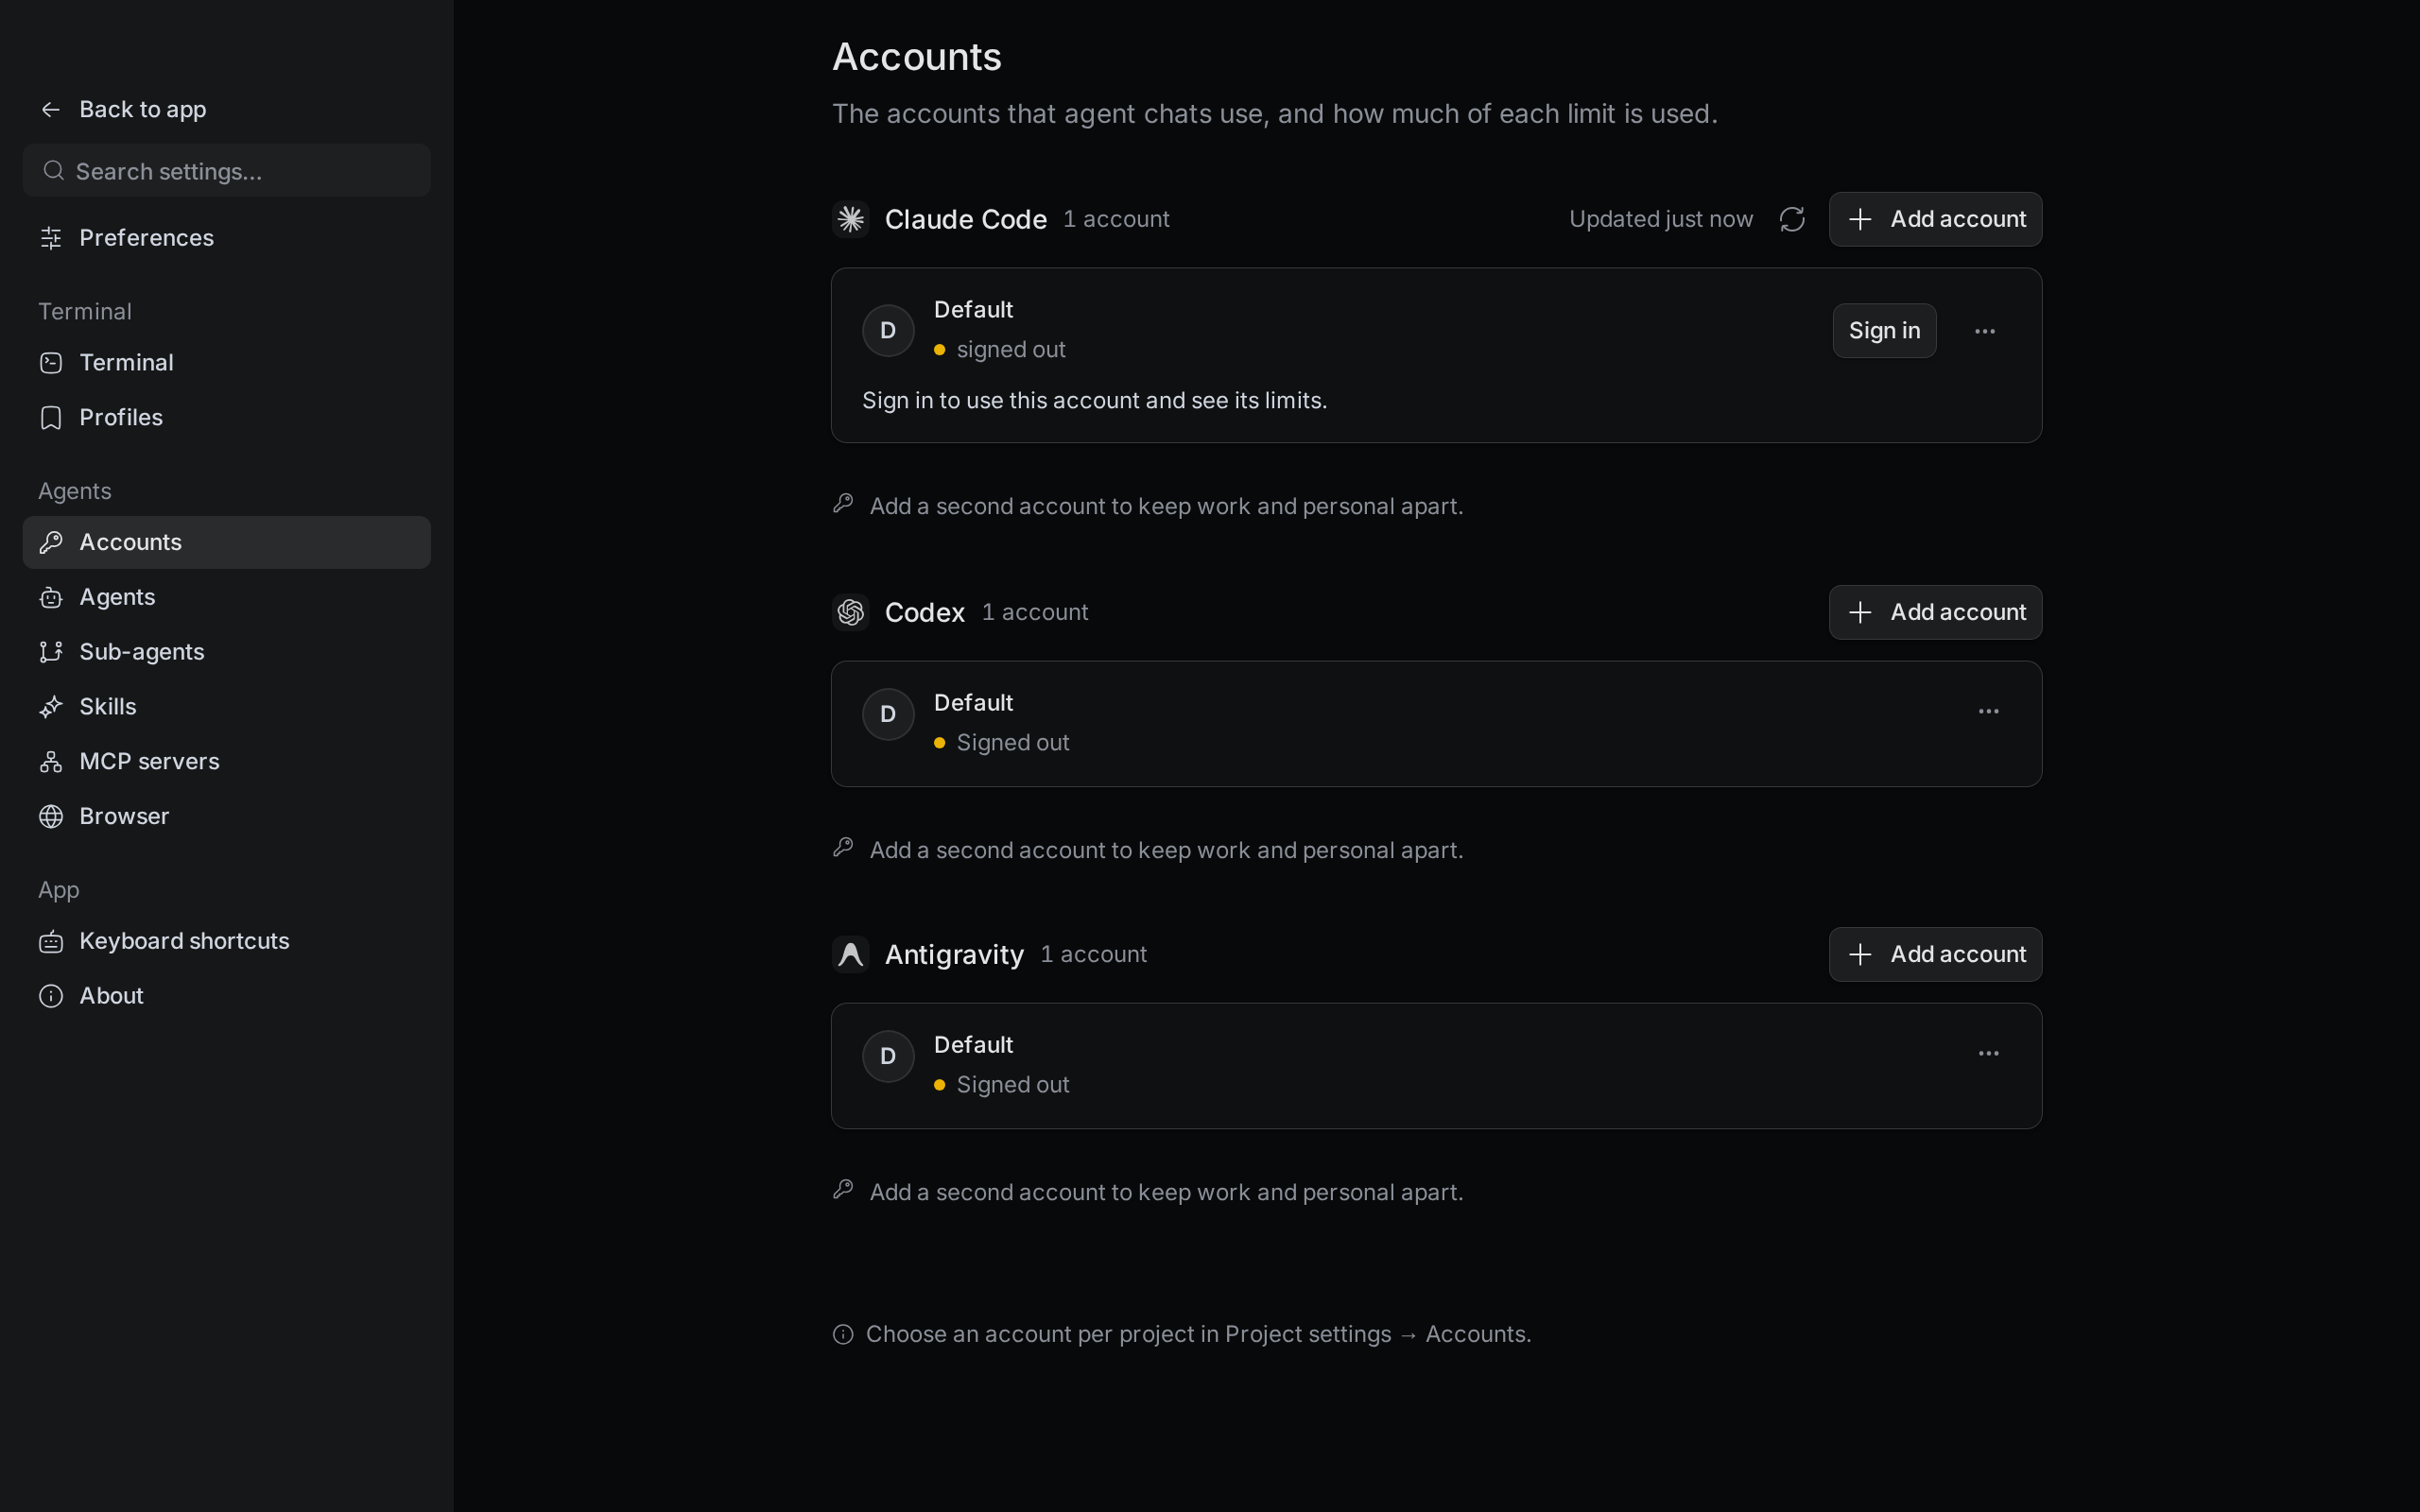 Back to app
Search settings...
Preferences
Terminal
Terminal
Profiles
Agents
Accounts
Agents
Sub-agents
Skills
MCP servers
Browser
App
Keyboard shortcuts
About
Accounts
The accounts that agent chats use, and how much of each limit is used.
Claude Code 1 account Updated just now Add account
D Default Sign in
signed out
Sign in to use this account and see its limits.
Add a second account to keep work and personal apart.
Codex 1 account Add account
D Default
Signed out
Add a second account to keep work and personal apart.
Antigravity 1 account Add account
D Default
Signed out
Add a second account to keep work and personal apart.
Choose an account per project in Project settings → Accounts.